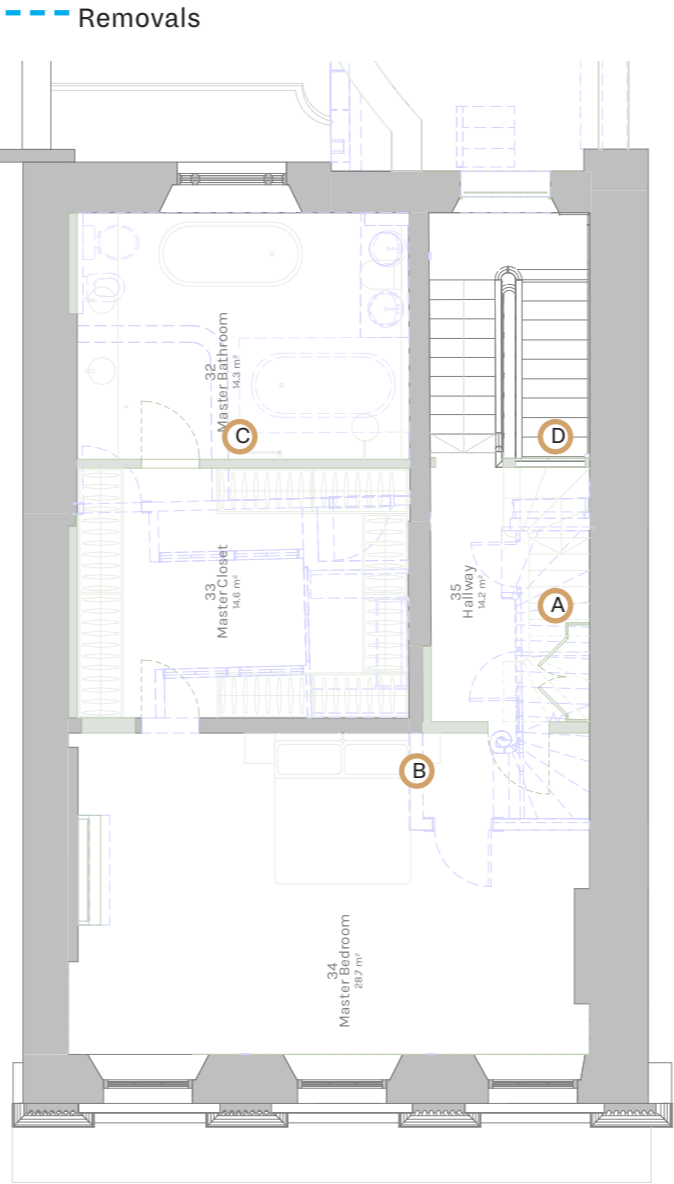 Removals
32
Master Bathroom
14.3 m²
C
D
33
Master Closet
14.6 m²
35
Hallway
14.2 m²
A
B
34
Master Bedroom
28.7 m²